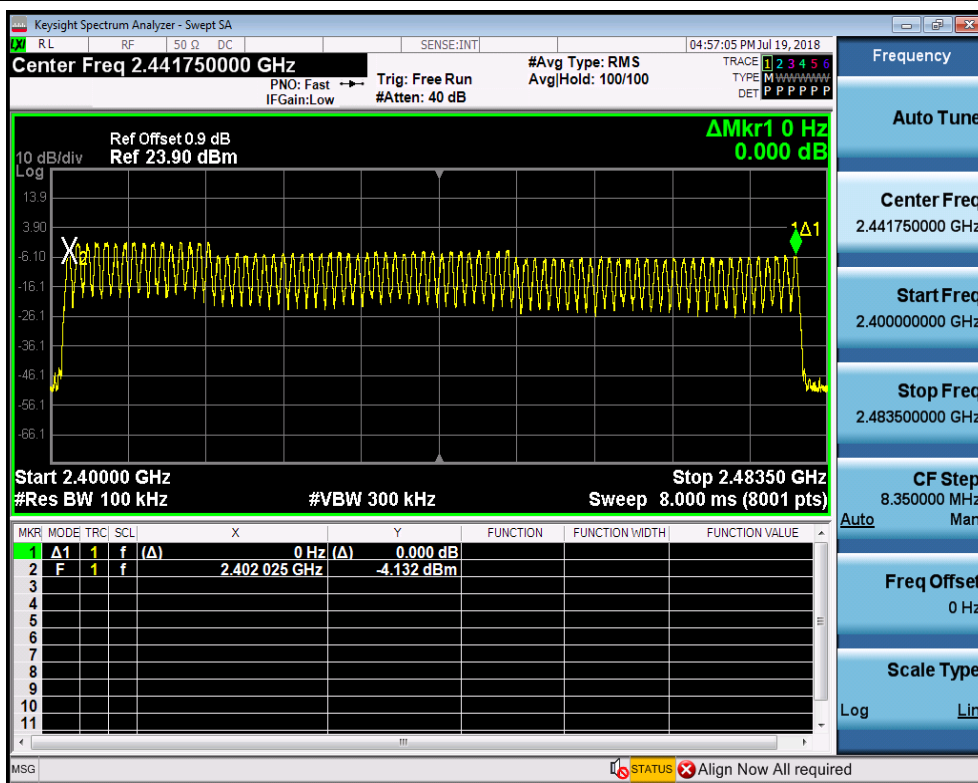 Keysight Spectrum Analyzer - Swept SA
LXI RL RF 50 Ω DC SENSE:INT 04:57:05 PM Jul 19, 2018
Center Freq 2.441750000 GHz
PNO: Fast
IFGain:Low
Trig: Free Run
#Atten: 40 dB
#Avg Type: RMS
Avg|Hold: 100/100
TRACE 1 2 3 4 5 6
TYPE M W W W W W
DET P P P P P P
ΔMkr1 0 Hz
0.000 dB
Ref Offset 0.9 dB
Ref 23.90 dBm
10 dB/div
Log
13.9
3.90
-6.10
-16.1
-26.1
-36.1
-46.1
-56.1
-66.1
X2
1Δ1
Start 2.40000 GHz Stop 2.48350 GHz
#Res BW 100 kHz #VBW 300 kHz Sweep 8.000 ms (8001 pts)
MKR MODE TRC SCL X Y FUNCTION FUNCTION WIDTH FUNCTION VALUE
1 Δ1 1 f (Δ) 0 Hz (Δ) 0.000 dB
2 F 1 f 2.402 025 GHz -4.132 dBm
3
4
5
6
7
8
9
10
11
MSG STATUS Align Now All required
Frequency
Auto Tune
Center Freq
2.441750000 GHz
Start Freq
2.400000000 GHz
Stop Freq
2.483500000 GHz
CF Step
8.350000 MHz
Auto Man
Freq Offset
0 Hz
Scale Type
Log Lin